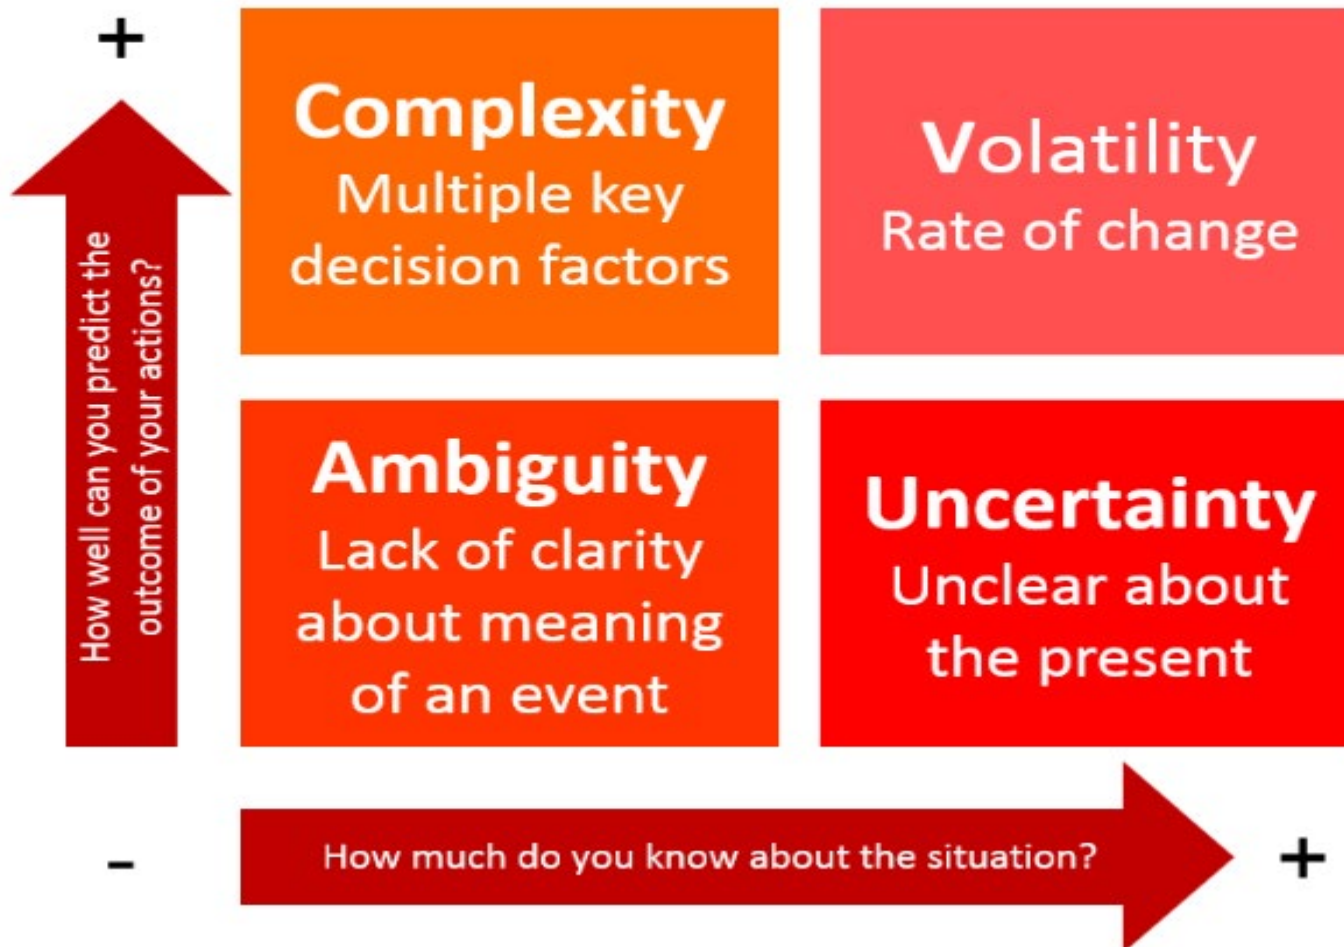 +
Complexity
Multiple key
decision factors
Volatility
Rate of change
How well can you predict the
outcome of your actions?
Ambiguity
Lack of clarity
about meaning
of an event
Uncertainty
Unclear about
the present
-
How much do you know about the situation?
+